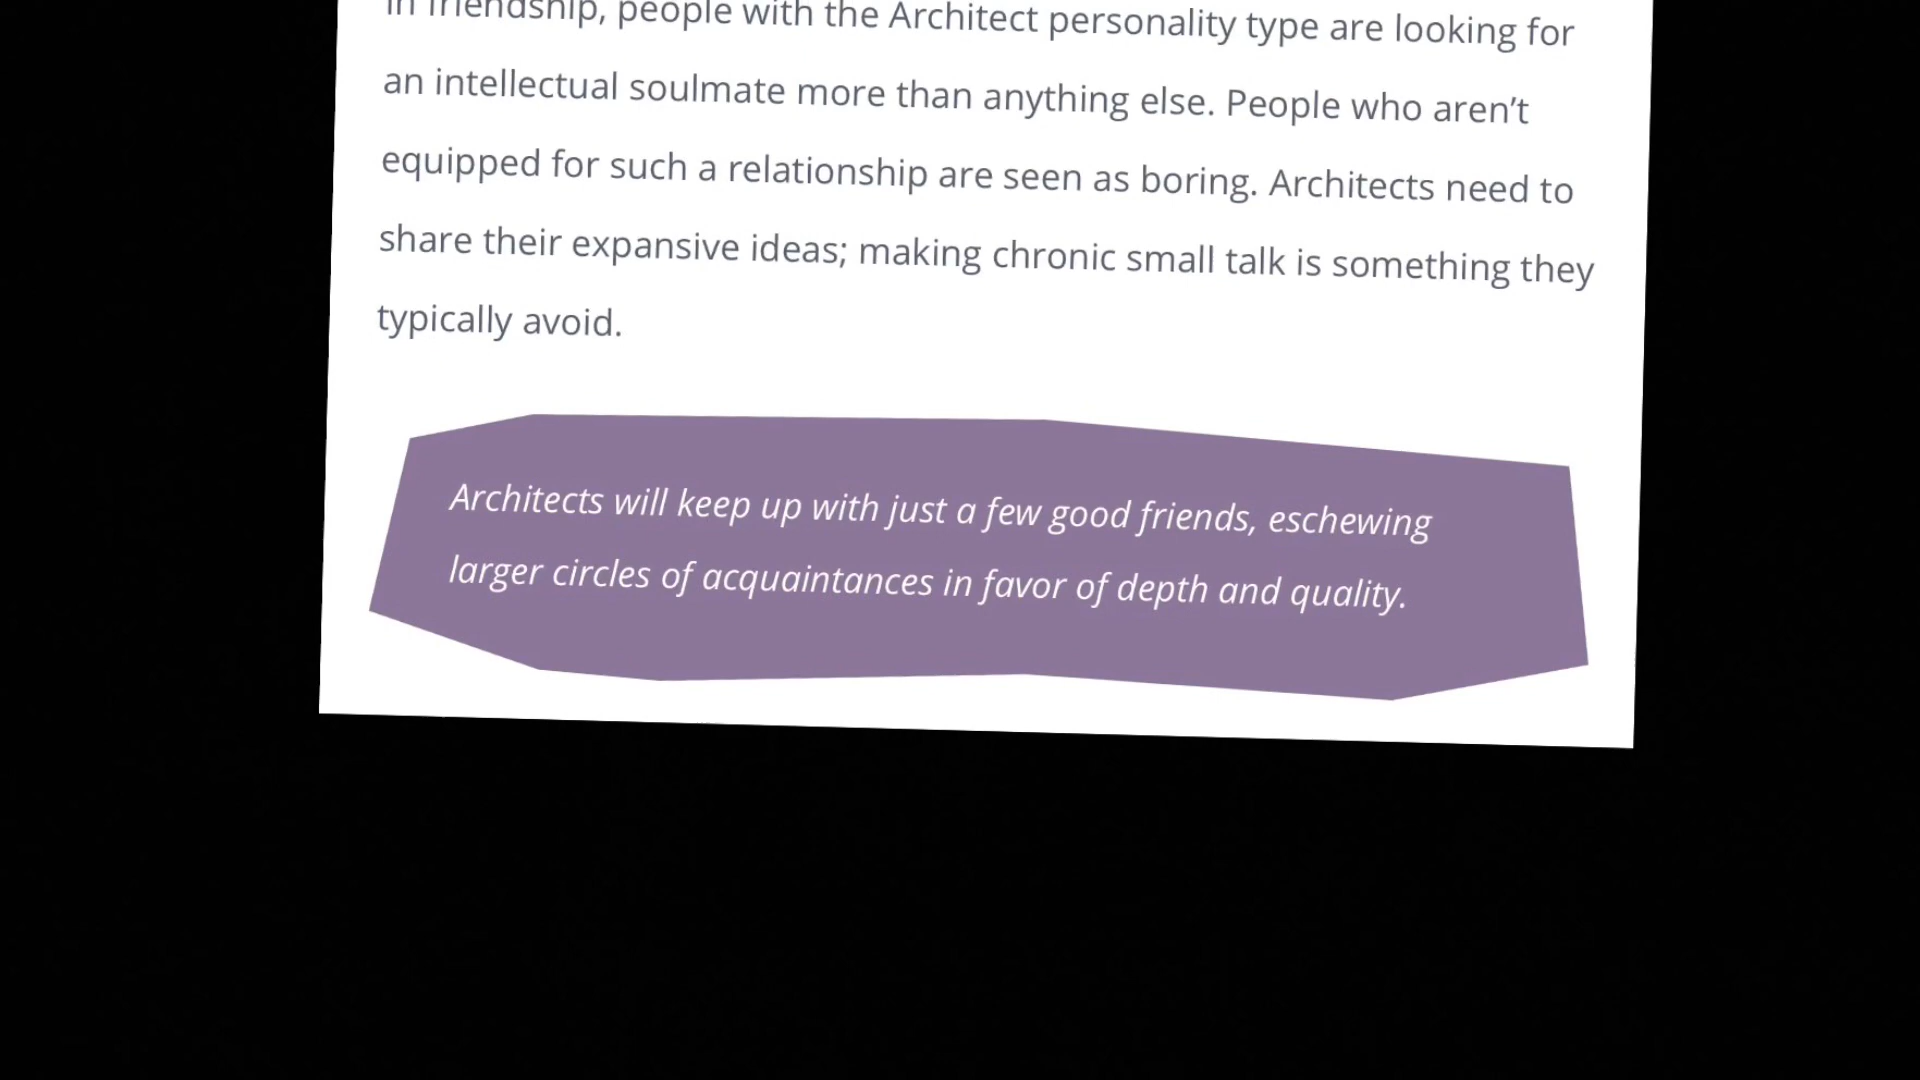 In friendship, people with the Architect personality type are looking for
an intellectual soulmate more than anything else. People who aren’t
equipped for such a relationship are seen as boring. Architects need to
share their expansive ideas; making chronic small talk is something they
typically avoid.
Architects will keep up with just a few good friends, eschewing
larger circles of acquaintances in favor of depth and quality.